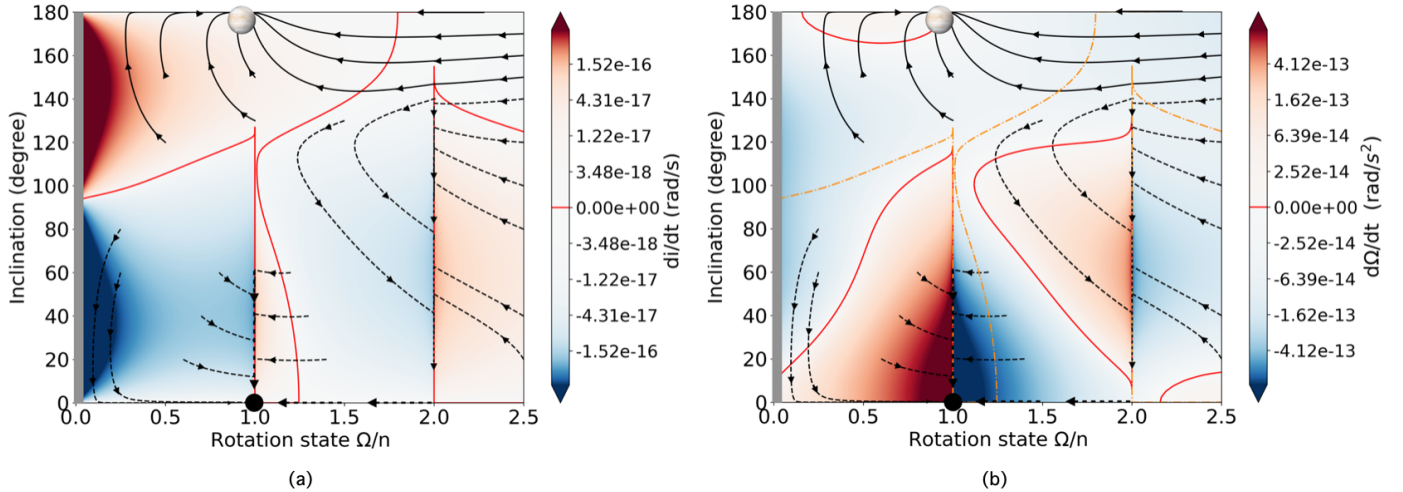 180
160
140
120
100
80
60
40
20
0
Inclination (degree)
0.0 0.5 1.0 1.5 2.0 2.5
Rotation state Ω/n
1.52e-16
4.31e-17
1.22e-17
3.48e-18
0.00e+00
-3.48e-18
-1.22e-17
-4.31e-17
-1.52e-16
di/dt (rad/s)
(a)
180
160
140
120
100
80
60
40
20
0
Inclination (degree)
0.0 0.5 1.0 1.5 2.0 2.5
Rotation state Ω/n
4.12e-13
1.62e-13
6.39e-14
2.52e-14
0.00e+00
-2.52e-14
-6.39e-14
-1.62e-13
-4.12e-13
dΩ/dt (rad/s²)
(b)